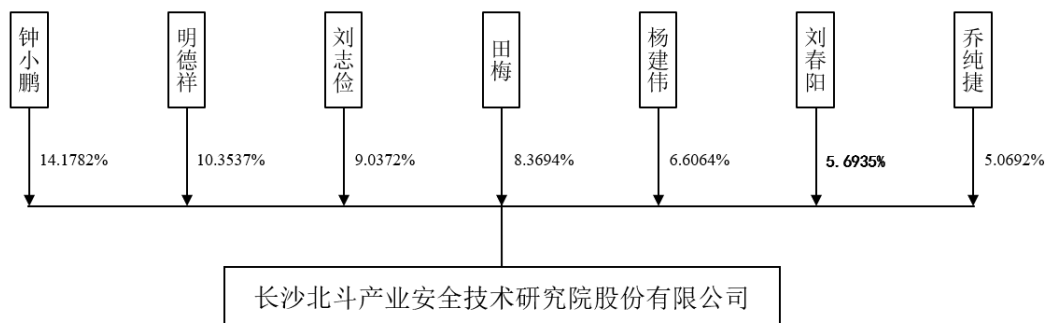 钟小鹏
明德祥
刘志俭
田梅
杨建伟
刘春阳
乔纯捷
14.1782%
10.3537%
9.0372%
8.3694%
6.6064%
5.6935%
5.0692%
长沙北斗产业安全技术研究院股份有限公司